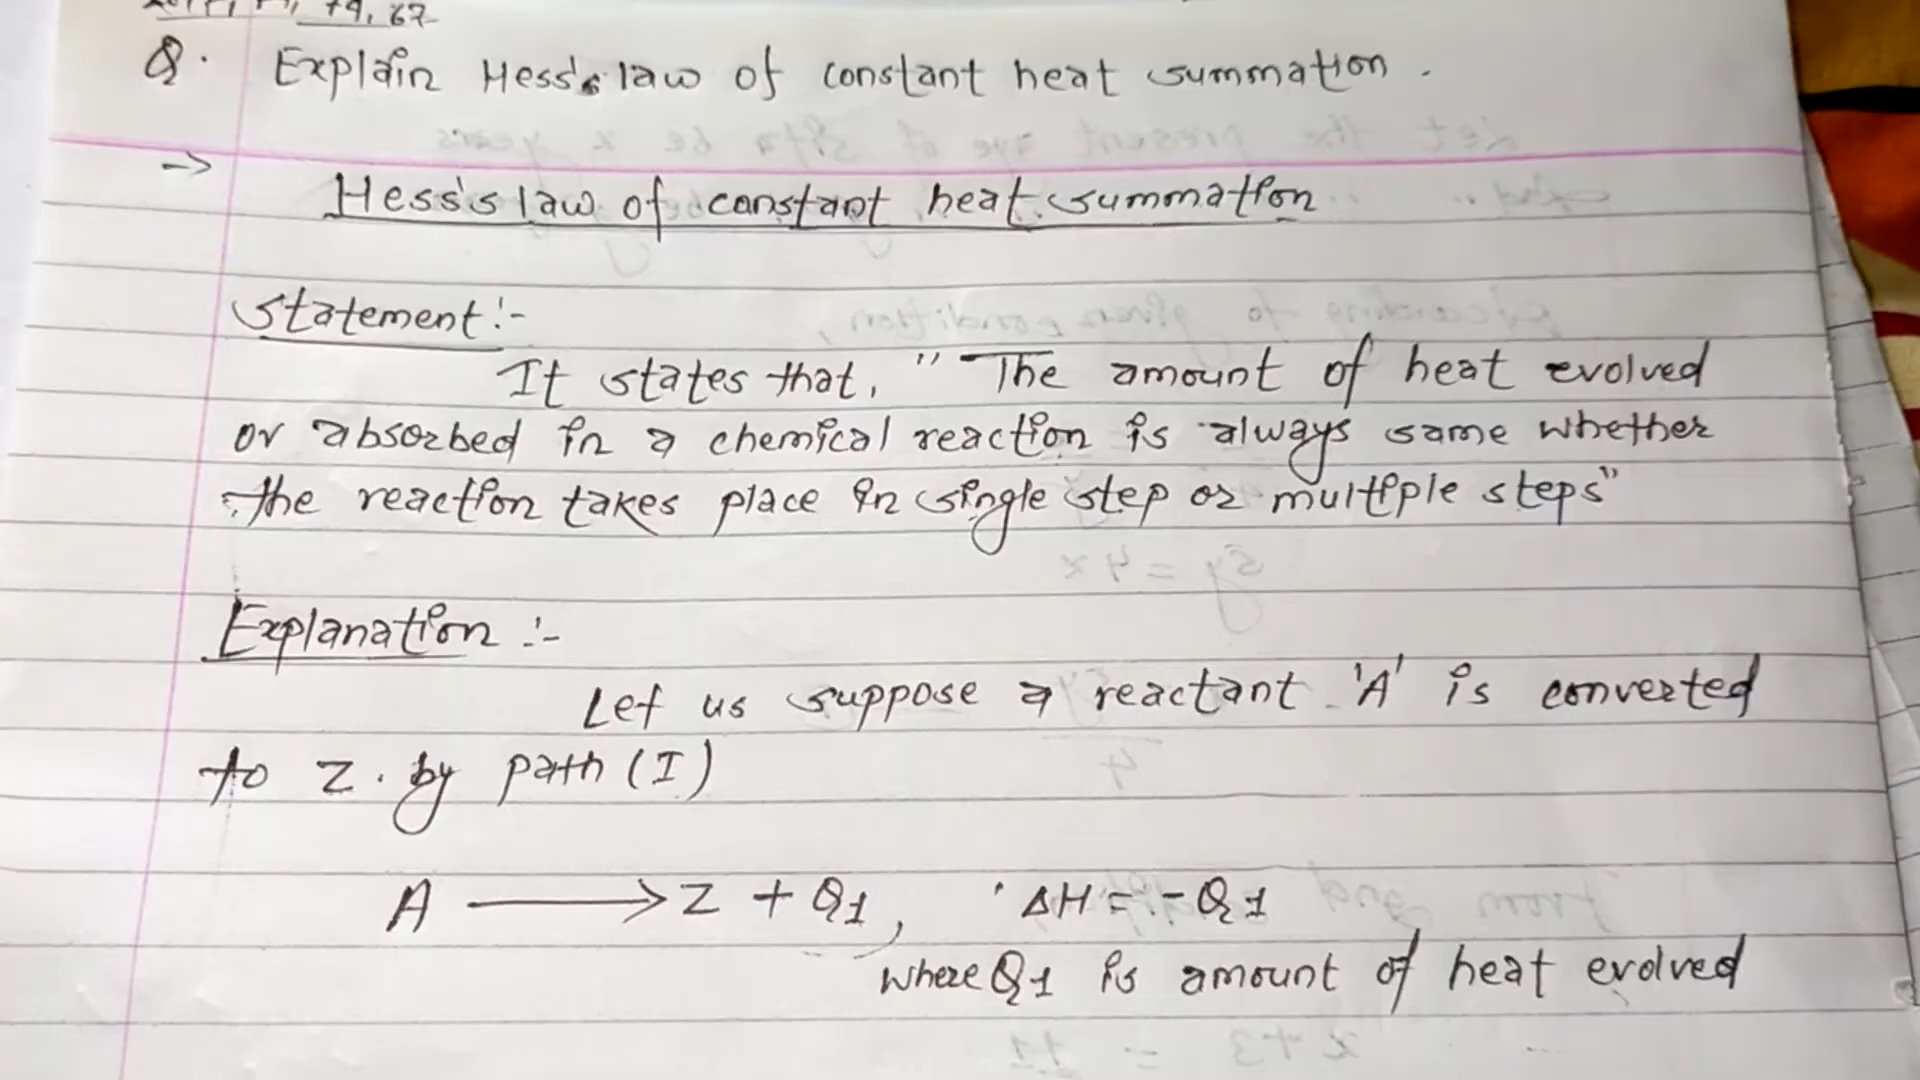 74, 67
Q. Explain Hess's law of constant heat summation.
->
Hess's law of constant heat summation
Statement:-
It states that, "The amount of heat evolved
or absorbed in a chemical reaction is always same whether
the reaction takes place in single step or multiple steps"
Explanation :-
Let us suppose a reactant 'A' is converted
to Z. by path (I)
A ⟶ Z + Q1, ΔH = -Q1
where Q1 is amount of heat evolved